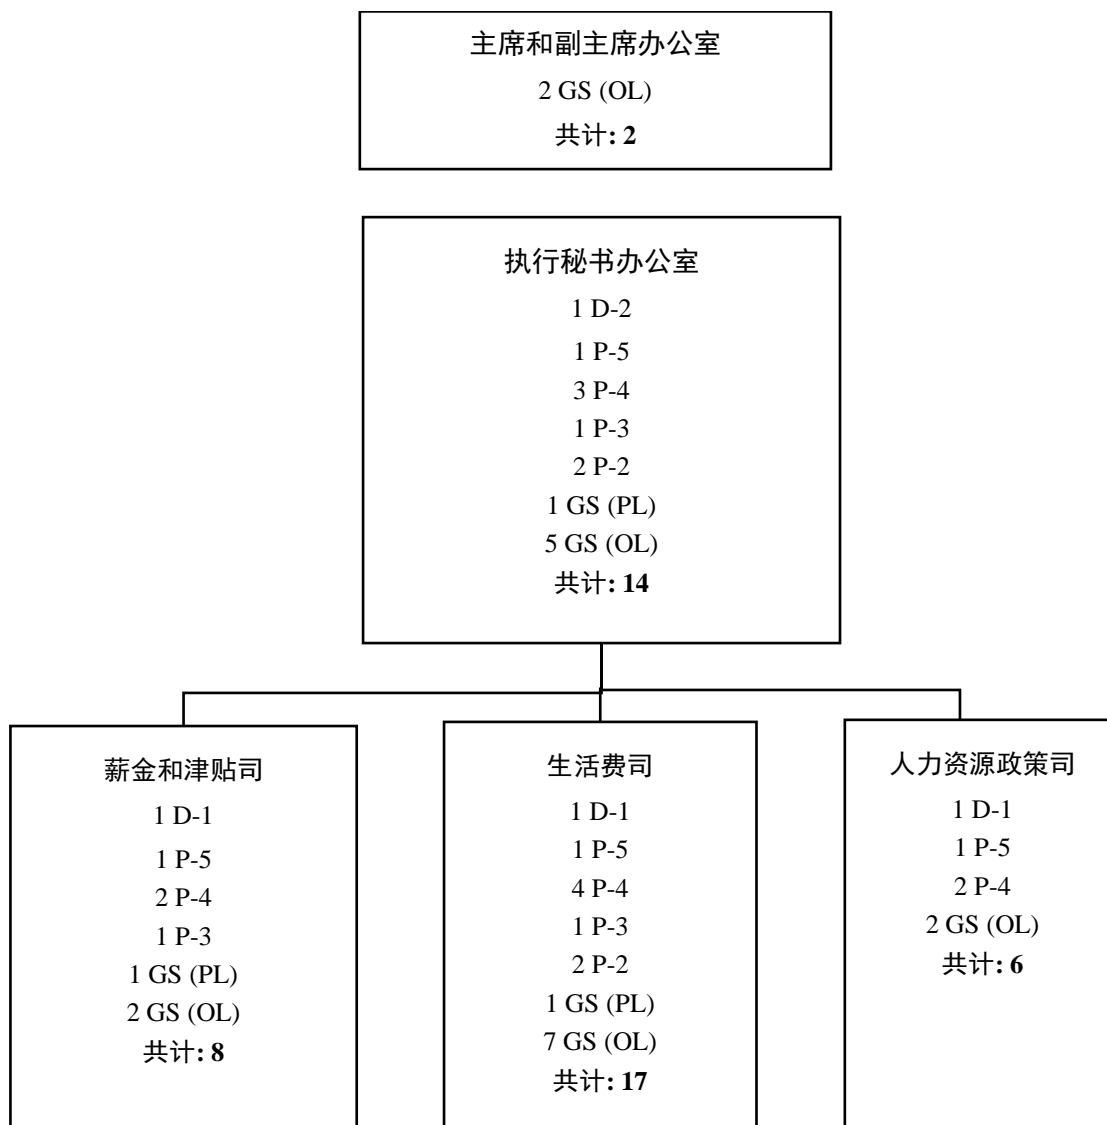 主席和副主席办公室
2 GS (OL)
共计: 2
执行秘书办公室
1 D-2
1 P-5
3 P-4
1 P-3
2 P-2
1 GS (PL)
5 GS (OL)
共计: 14
薪金和津贴司
1 D-1
1 P-5
2 P-4
1 P-3
1 GS (PL)
2 GS (OL)
共计: 8
生活费司
1 D-1
1 P-5
4 P-4
1 P-3
2 P-2
1 GS (PL)
7 GS (OL)
共计: 17
人力资源政策司
1 D-1
1 P-5
2 P-4
2 GS (OL)
共计: 6